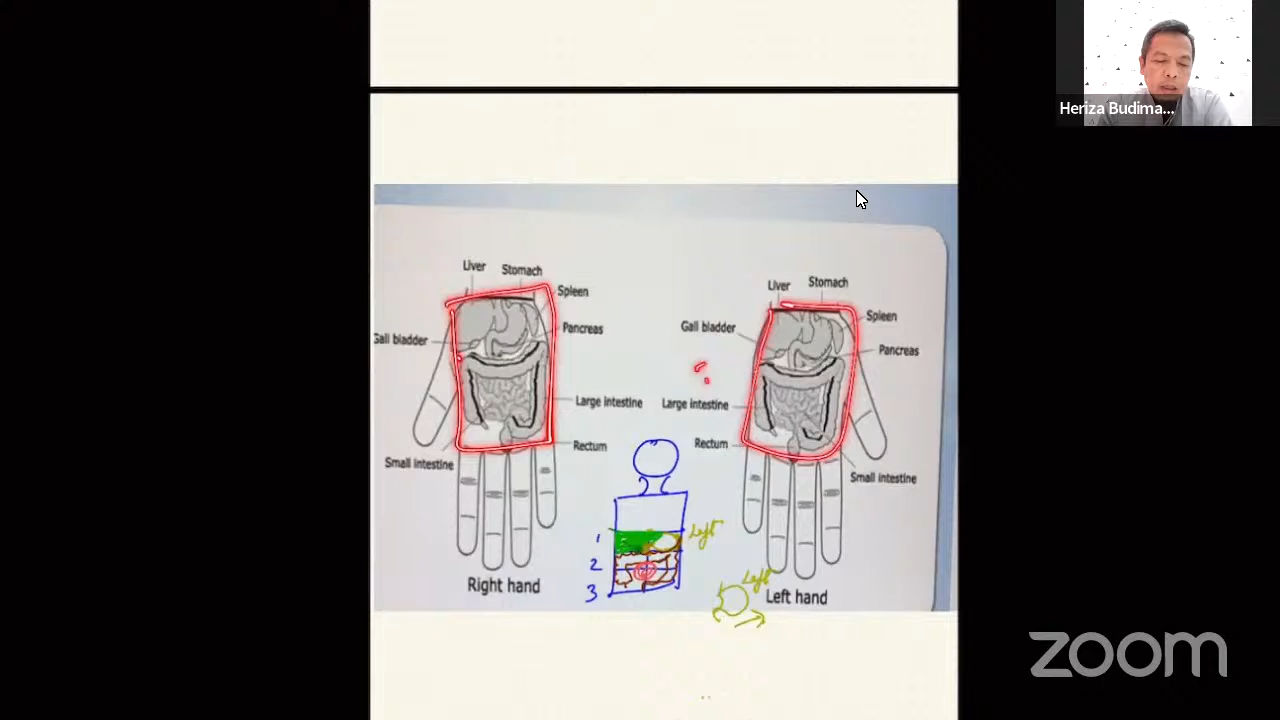 Heriza Budima...
Liver Stomach
Spleen
Pancreas
Gall bladder
Large intestine
Rectum
Small intestine
Right hand
Liver Stomach
Spleen
Gall bladder
Pancreas
Large intestine
Rectum
Small intestine
Left hand
1
2
3
Left
Left
zoom